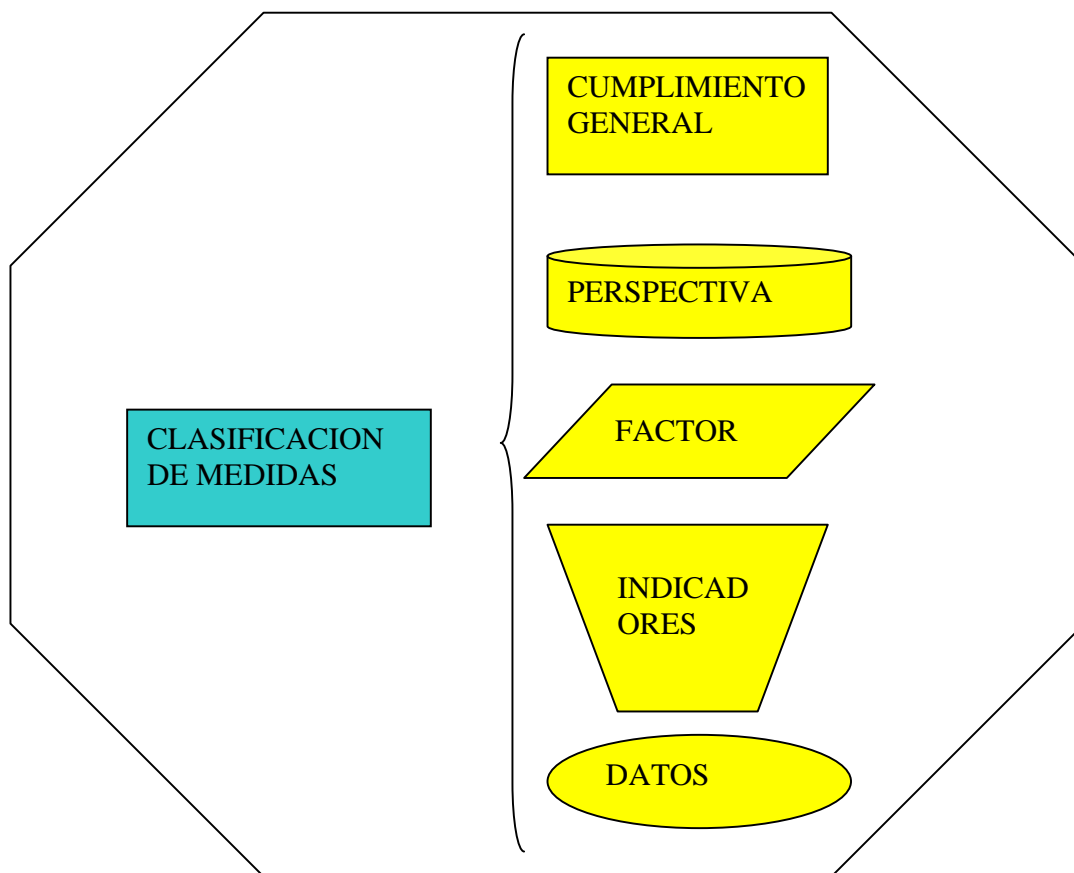 CUMPLIMIENTO
GENERAL
PERSPECTIVA
FACTOR
CLASIFICACION
DE MEDIDAS
INDICAD
ORES
DATOS